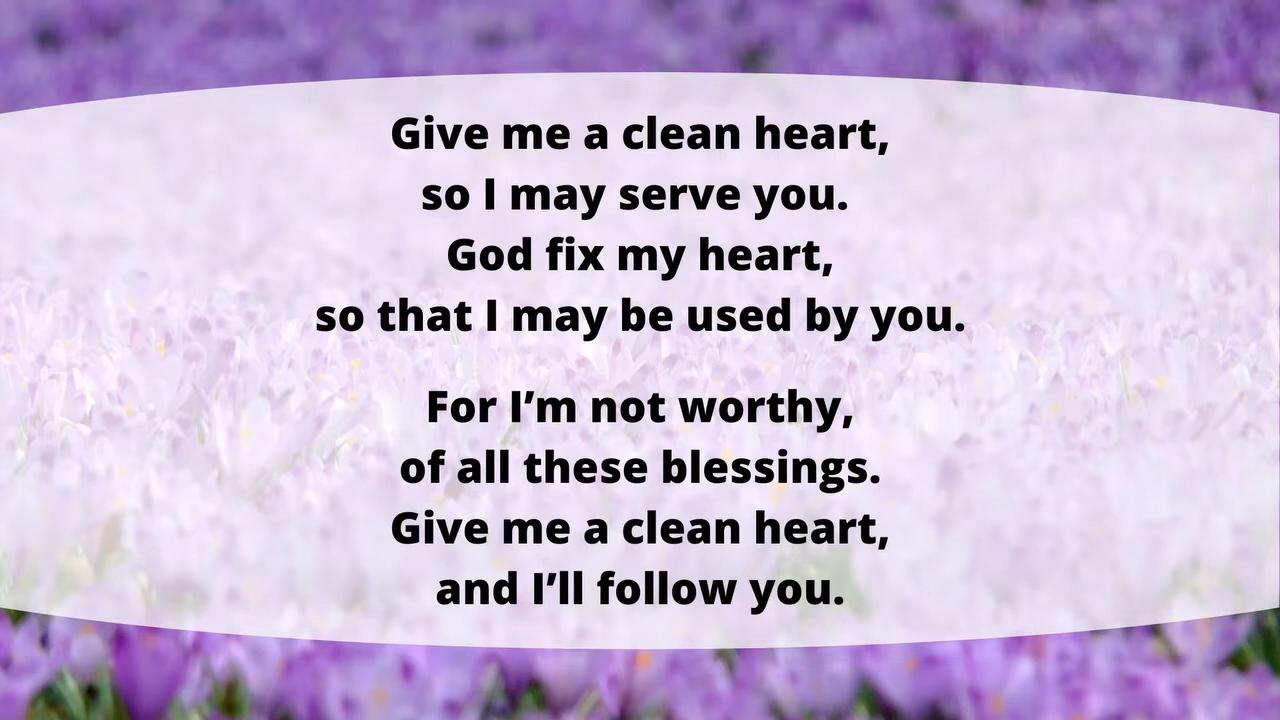 Give me a clean heart,
so I may serve you.
God fix my heart,
so that I may be used by you.
For I’m not worthy,
of all these blessings.
Give me a clean heart,
and I’ll follow you.